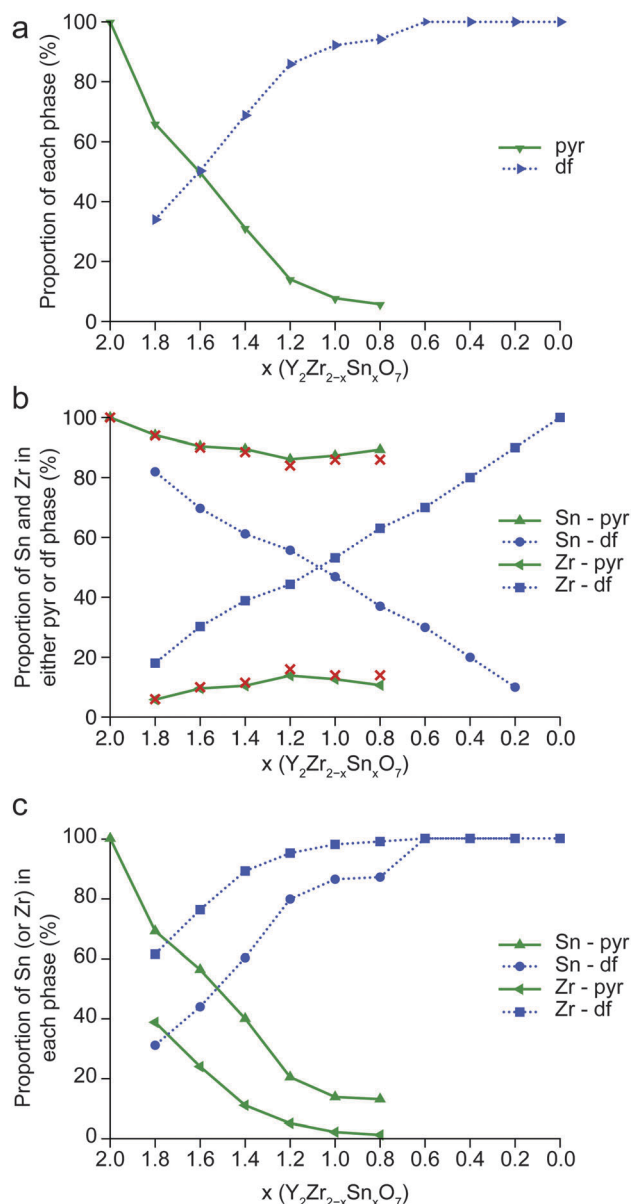 a
Proportion of each phase (%)
100
80
60
40
20
0
2.0 1.8 1.6 1.4 1.2 1.0 0.8 0.6 0.4 0.2 0.0
x (Y₂Zr₂₋ₓSnₓO₇)
pyr
df
b
Proportion of Sn and Zr in
either pyr or df phase (%)
100
80
60
40
20
0
2.0 1.8 1.6 1.4 1.2 1.0 0.8 0.6 0.4 0.2 0.0
x (Y₂Zr₂₋ₓSnₓO₇)
Sn - pyr
Sn - df
Zr - pyr
Zr - df
c
Proportion of Sn (or Zr) in
each phase (%)
100
80
60
40
20
0
2.0 1.8 1.6 1.4 1.2 1.0 0.8 0.6 0.4 0.2 0.0
x (Y₂Zr₂₋ₓSnₓO₇)
Sn - pyr
Sn - df
Zr - pyr
Zr - df